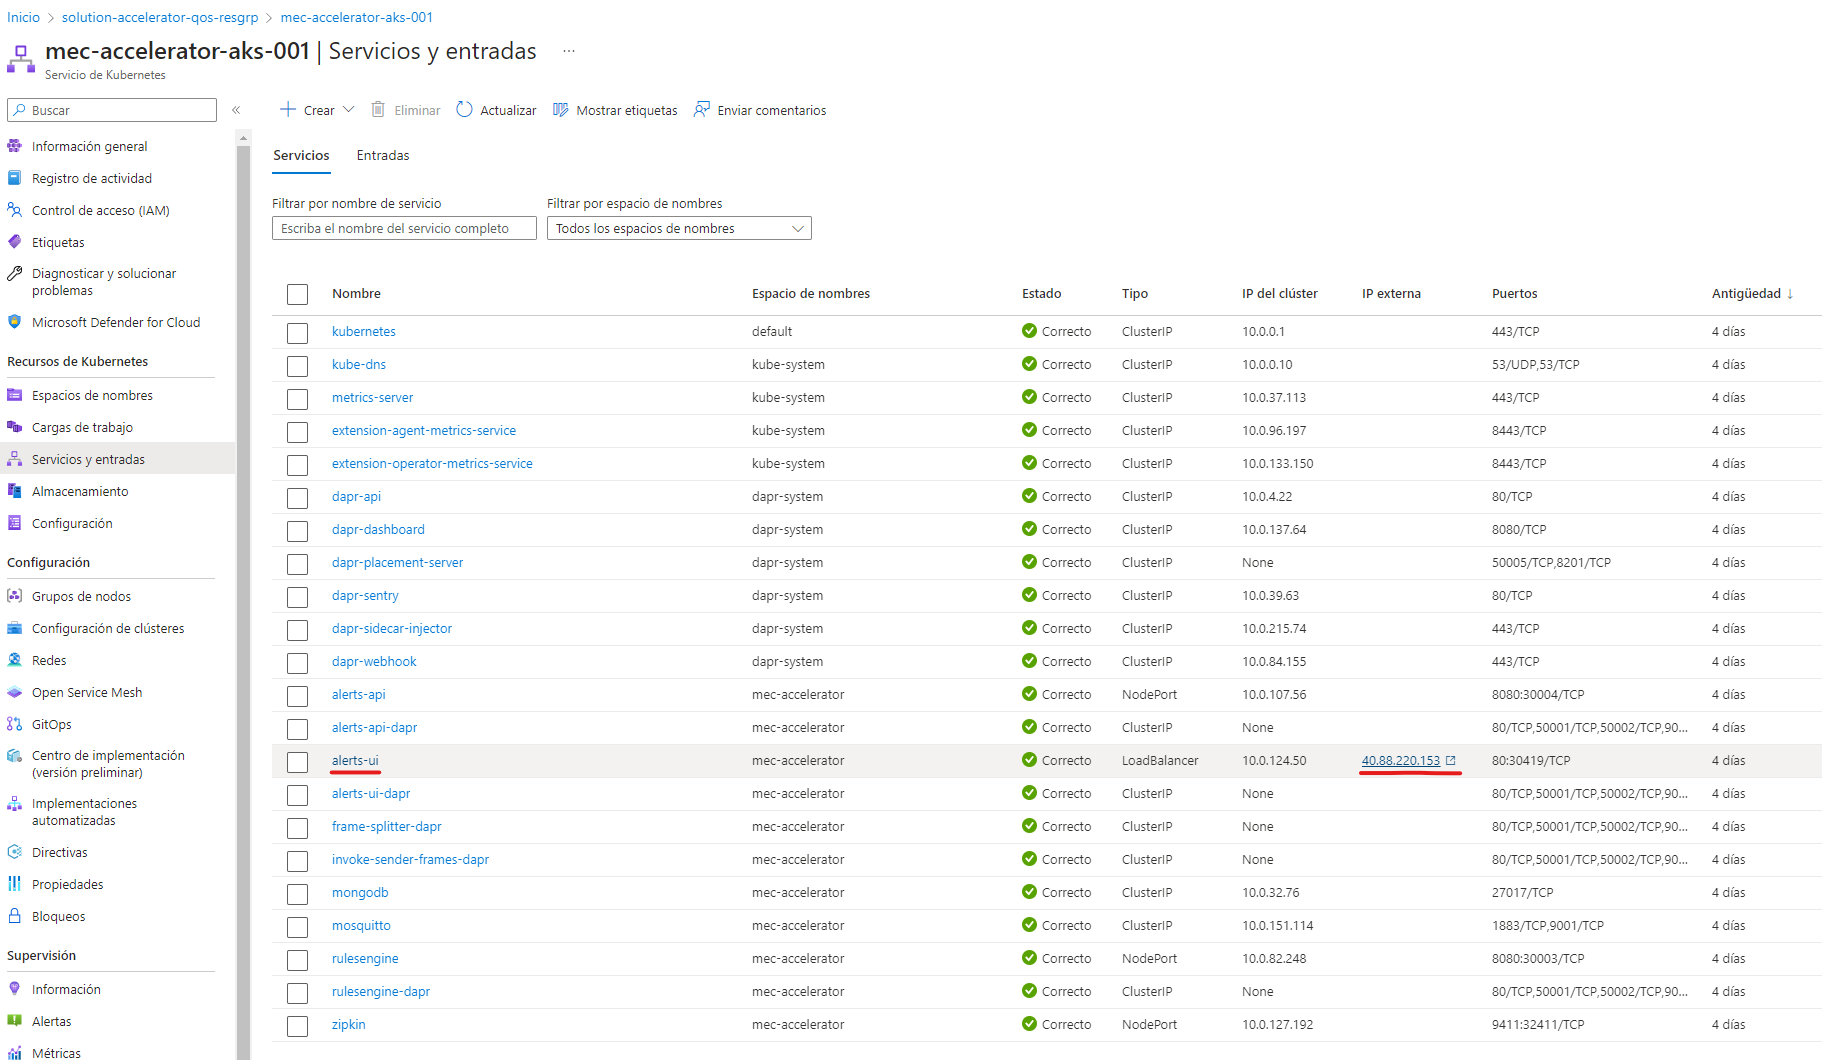 Inicio > solution-accelerator-qos-resgrp > mec-accelerator-aks-001
mec-accelerator-aks-001 | Servicios y entradas ...
Servicio de Kubernetes
Buscar
«
Crear
Eliminar
Actualizar
Mostrar etiquetas
Enviar comentarios
Información general
Registro de actividad
Control de acceso (IAM)
Etiquetas
Diagnosticar y solucionar
problemas
Microsoft Defender for Cloud
Recursos de Kubernetes
Espacios de nombres
Cargas de trabajo
Servicios y entradas
Almacenamiento
Configuración
Configuración
Grupos de nodos
Configuración de clústeres
Redes
Open Service Mesh
GitOps
Centro de implementación
(versión preliminar)
Implementaciones
automatizadas
Directivas
Propiedades
Bloqueos
Supervisión
Información
Alertas
Métricas
Servicios Entradas
Filtrar por nombre de servicio
Escriba el nombre del servicio completo
Filtrar por espacio de nombres
Todos los espacios de nombres
Nombre Espacio de nombres Estado Tipo IP del clúster IP externa Puertos Antigüedad ↓
kubernetes default Correcto ClusterIP 10.0.0.1 443/TCP 4 días
kube-dns kube-system Correcto ClusterIP 10.0.0.10 53/UDP,53/TCP 4 días
metrics-server kube-system Correcto ClusterIP 10.0.37.113 443/TCP 4 días
extension-agent-metrics-service kube-system Correcto ClusterIP 10.0.96.197 8443/TCP 4 días
extension-operator-metrics-service kube-system Correcto ClusterIP 10.0.133.150 8443/TCP 4 días
dapr-api dapr-system Correcto ClusterIP 10.0.4.22 80/TCP 4 días
dapr-dashboard dapr-system Correcto ClusterIP 10.0.137.64 8080/TCP 4 días
dapr-placement-server dapr-system Correcto ClusterIP None 50005/TCP,8201/TCP 4 días
dapr-sentry dapr-system Correcto ClusterIP 10.0.39.63 80/TCP 4 días
dapr-sidecar-injector dapr-system Correcto ClusterIP 10.0.215.74 443/TCP 4 días
dapr-webhook dapr-system Correcto ClusterIP 10.0.84.155 443/TCP 4 días
alerts-api mec-accelerator Correcto NodePort 10.0.107.56 8080:30004/TCP 4 días
alerts-api-dapr mec-accelerator Correcto ClusterIP None 80/TCP,50001/TCP,50002/TCP,90... 4 días
alerts-ui mec-accelerator Correcto LoadBalancer 10.0.124.50 40.88.220.153 80:30419/TCP 4 días
alerts-ui-dapr mec-accelerator Correcto ClusterIP None 80/TCP,50001/TCP,50002/TCP,90... 4 días
frame-splitter-dapr mec-accelerator Correcto ClusterIP None 80/TCP,50001/TCP,50002/TCP,90... 4 días
invoke-sender-frames-dapr mec-accelerator Correcto ClusterIP None 80/TCP,50001/TCP,50002/TCP,90... 4 días
mongodb mec-accelerator Correcto ClusterIP 10.0.32.76 27017/TCP 4 días
mosquitto mec-accelerator Correcto ClusterIP 10.0.151.114 1883/TCP,9001/TCP 4 días
rulesengine mec-accelerator Correcto NodePort 10.0.82.248 8080:30003/TCP 4 días
rulesengine-dapr mec-accelerator Correcto ClusterIP None 80/TCP,50001/TCP,50002/TCP,90... 4 días
zipkin mec-accelerator Correcto NodePort 10.0.127.192 9411:32411/TCP 4 días